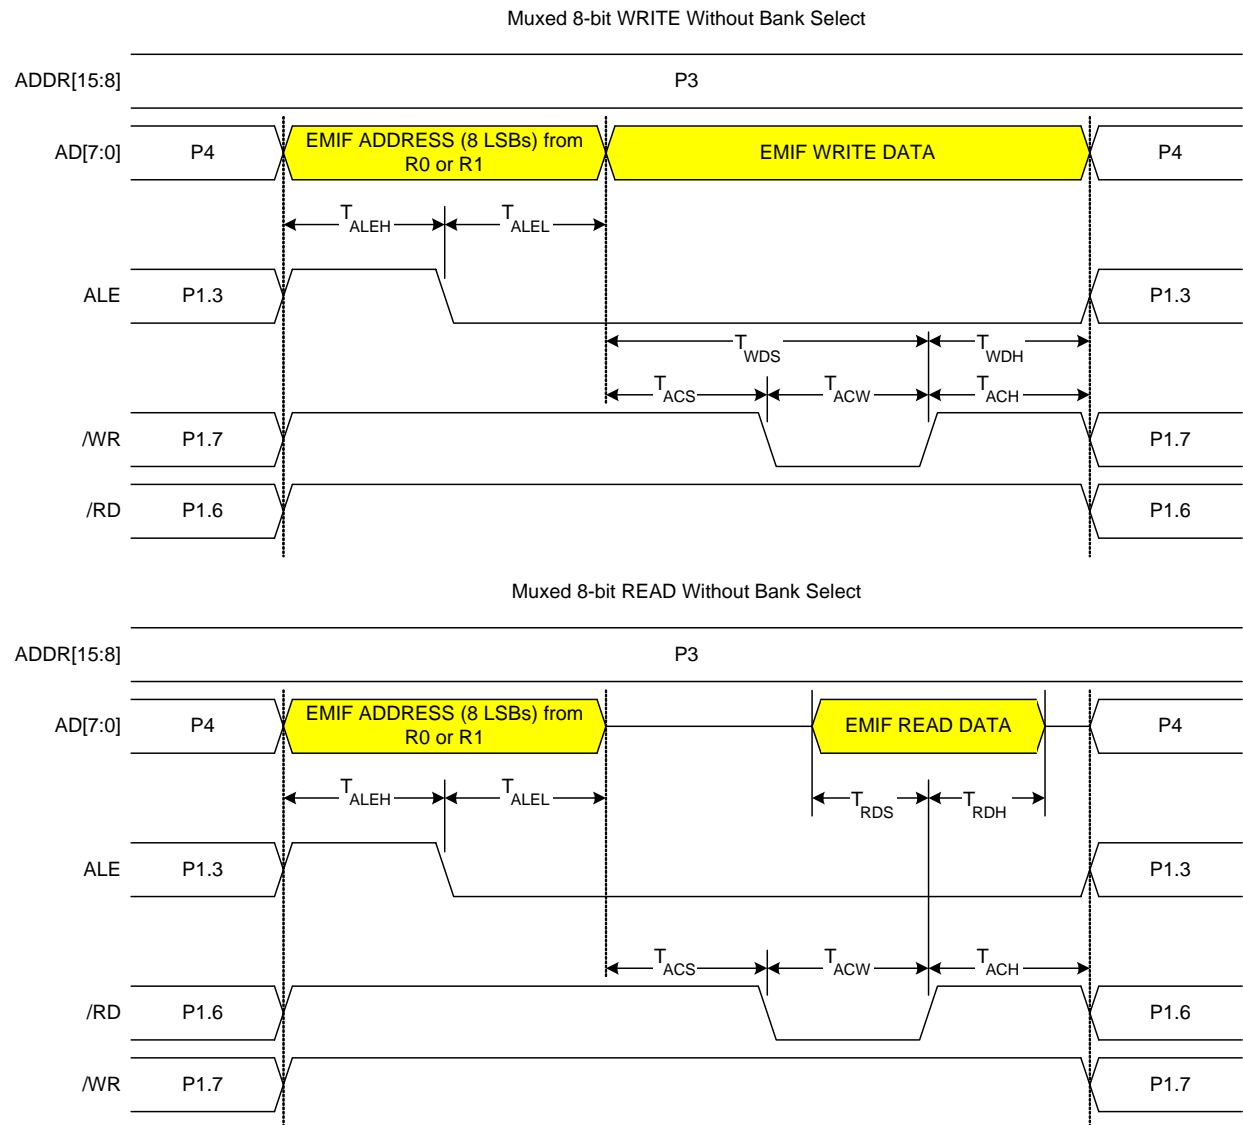 Muxed 8-bit WRITE Without Bank Select
ADDR[15:8] P3
AD[7:0] P4 EMIF ADDRESS (8 LSBs) from R0 or R1 EMIF WRITE DATA P4
TALEH TALEL
ALE P1.3 P1.3
TWDS TWDH
TACS TACW TACH
/WR P1.7 P1.7
/RD P1.6 P1.6
Muxed 8-bit READ Without Bank Select
ADDR[15:8] P3
AD[7:0] P4 EMIF ADDRESS (8 LSBs) from R0 or R1 EMIF READ DATA P4
TALEH TALEL TRDS TRDH
ALE P1.3 P1.3
TACS TACW TACH
/RD P1.6 P1.6
/WR P1.7 P1.7